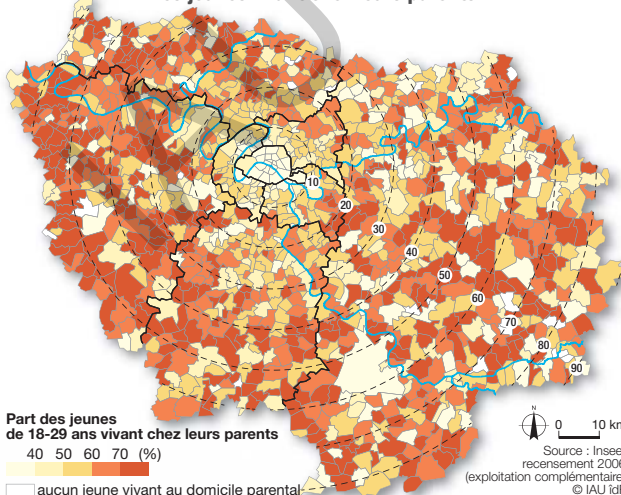 10
20
30
40
50
60
70
80
90
Part des jeunes
de 18-29 ans vivant chez leurs parents
40 50 60 70 (%)
aucun jeune vivant au domicile parental
N
0 10 km
Source : Insee
recensement 2006
(exploitation complémentaire
© IAU îdf